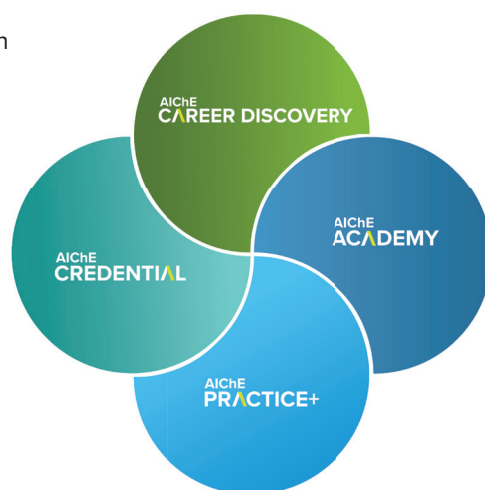 n
AIChE
CAREER DISCOVERY
AIChE
ACADEMY
AIChE
CREDENTIAL
AIChE
PRACTICE+